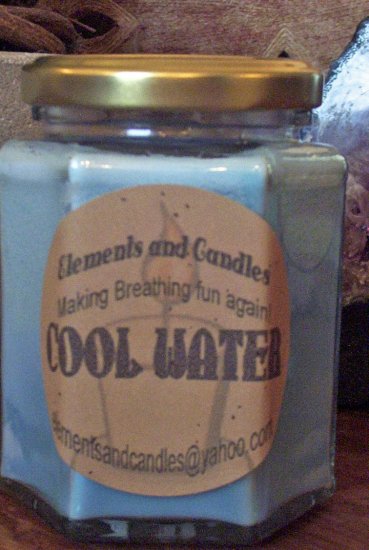 Elements and Candles
Making Breathing fun again!
COOL WATER
elementsandcandles@yahoo.com